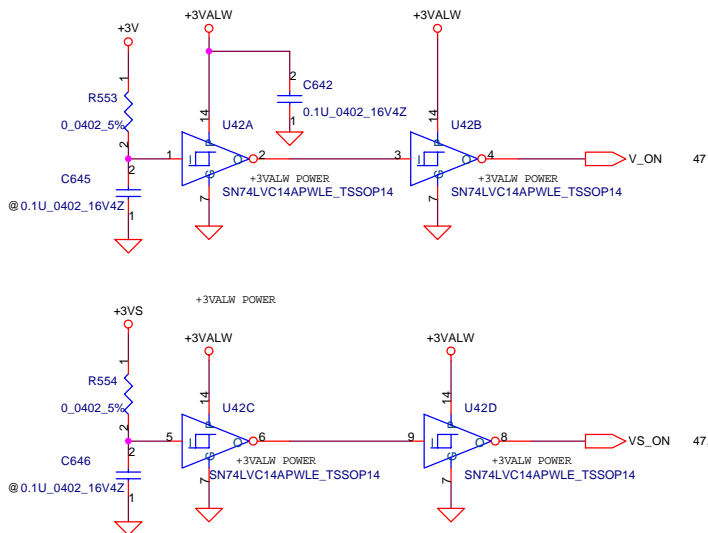 +3VALW
+3VALW
+3V
1
2
C642
R553
14
14
1
0.1U_0402_16V4Z
0_0402_5%
U42A
U42B
2
P
P
1
I
O
2
3
I
O
4
V_ON
47
2
G
G
C645
+3VALW POWER
+3VALW POWER
@0.1U_0402_16V4Z
7
SN74LVC14APWLE_TSSOP14
7
SN74LVC14APWLE_TSSOP14
1
+3VALW POWER
+3VS
+3VALW
+3VALW
1
R554
14
14
0_0402_5%
U42C
U42D
2
P
P
5
I
O
6
9
I
O
8
VS_ON
47,
2
G
G
C646
+3VALW POWER
+3VALW POWER
@0.1U_0402_16V4Z
7
SN74LVC14APWLE_TSSOP14
7
SN74LVC14APWLE_TSSOP14
1